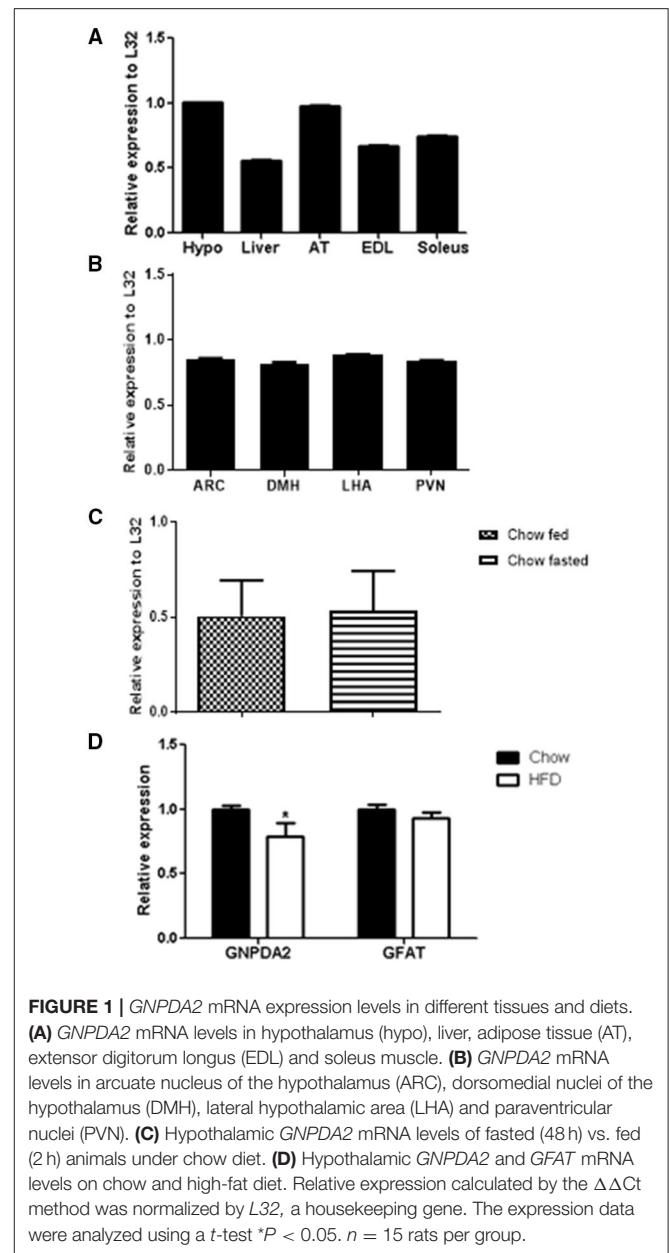 A
Relative expression to L32
1.5
1.0
0.5
0.0
Hypo Liver AT EDL Soleus
B
Relative expression to L32
1.5
1.0
0.5
0.0
ARC DMH LHA PVN
C
Relative expression to L32
1.0
0.5
0.0
Chow fed
Chow fasted
D
Relative expression
1.5
1.0
0.5
0.0
*
Chow
HFD
GNPDA2 GFAT
FIGURE 1 | GNPDA2 mRNA expression levels in different tissues and diets.
(A) GNPDA2 mRNA levels in hypothalamus (hypo), liver, adipose tissue (AT),
extensor digitorum longus (EDL) and soleus muscle. (B) GNPDA2 mRNA
levels in arcuate nucleus of the hypothalamus (ARC), dorsomedial nuclei of the
hypothalamus (DMH), lateral hypothalamic area (LHA) and paraventricular
nuclei (PVN). (C) Hypothalamic GNPDA2 mRNA levels of fasted (48 h) vs. fed
(2 h) animals under chow diet. (D) Hypothalamic GNPDA2 and GFAT mRNA
levels on chow and high-fat diet. Relative expression calculated by the ΔΔCt
method was normalized by L32, a housekeeping gene. The expression data
were analyzed using a t-test *P < 0.05. n = 15 rats per group.